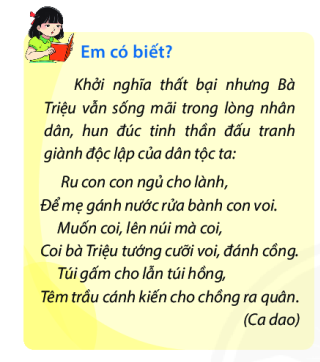 Em có biết?
Khởi nghĩa thất bại nhưng Bà
Triệu vẫn sống mãi trong lòng nhân
dân, hun đúc tinh thần đấu tranh
giành độc lập của dân tộc ta:
Ru con con ngủ cho lành,
Để mẹ gánh nước rửa bành con voi.
Muốn coi, lên núi mà coi,
Coi bà Triệu tướng cưỡi voi, đánh cồng.
Túi gấm cho lẫn túi hồng,
Têm trầu cánh kiến cho chồng ra quân.
(Ca dao)